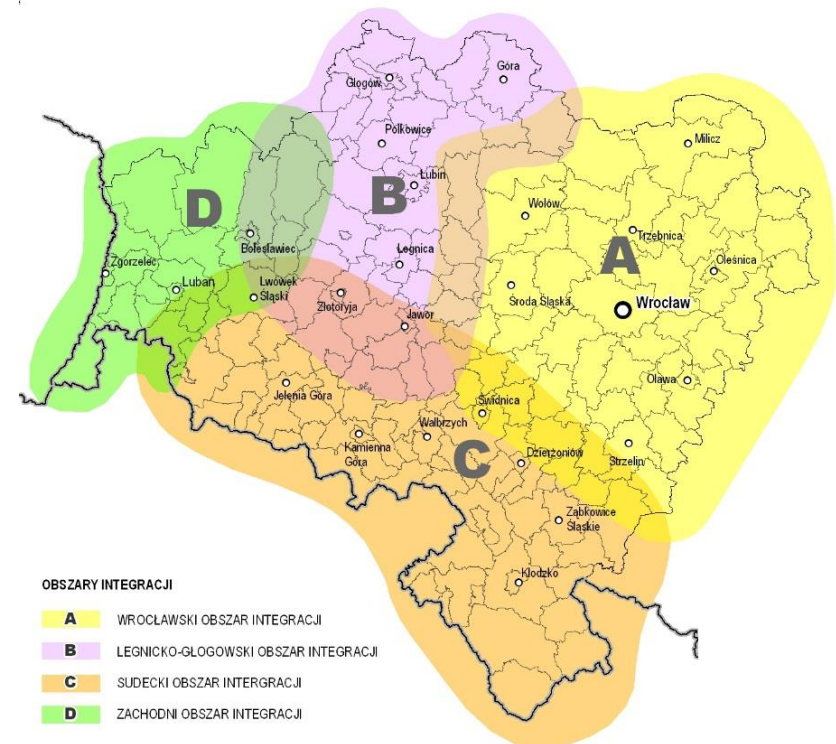 Góra
Głogów
Polkowice
Milicz
Lubin
D
B
Wołów
Bolesławiec
Trzebnica
Legnica
A
Oleśnica
Zgorzelec
Lubań
Lwówek
Śląski
Złotoryja
Środa Śląska
Wrocław
Jawor
Jelenia Góra
Oława
Świdnica
Wałbrzych
Kamienna
Góra
C
Dzierżoniów
Strzelin
Ząbkowice
Śląskie
Kłodzko
OBSZARY INTEGRACJI
A WROCŁAWSKI OBSZAR INTEGRACJI
B LEGNICKO-GŁOGOWSKI OBSZAR INTEGRACJI
C SUDECKI OBSZAR INTERGRACJI
D ZACHODNI OBSZAR INTEGRACJI